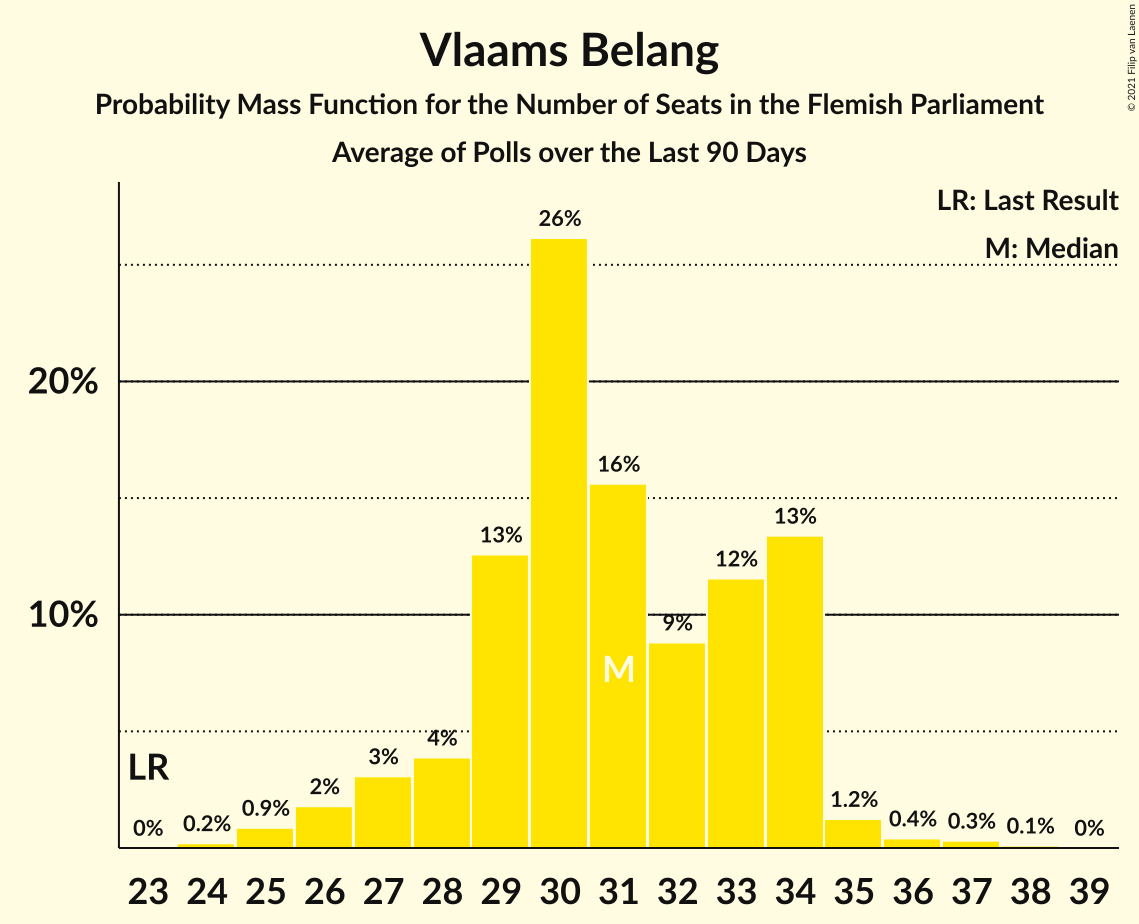 Vlaams Belang
Probability Mass Function for the Number of Seats in the Flemish Parliament
Average of Polls over the Last 90 Days
© 2021 Filip van Laenen
LR: Last Result
M: Median
26%
20%
16%
13%
13%
12%
10%
9%
M
4%
3%
LR
2%
1.2%
0.9%
0.4%
0.3%
0.2%
0.1%
0%
0%
23 24 25 26 27 28 29 30 31 32 33 34 35 36 37 38 39